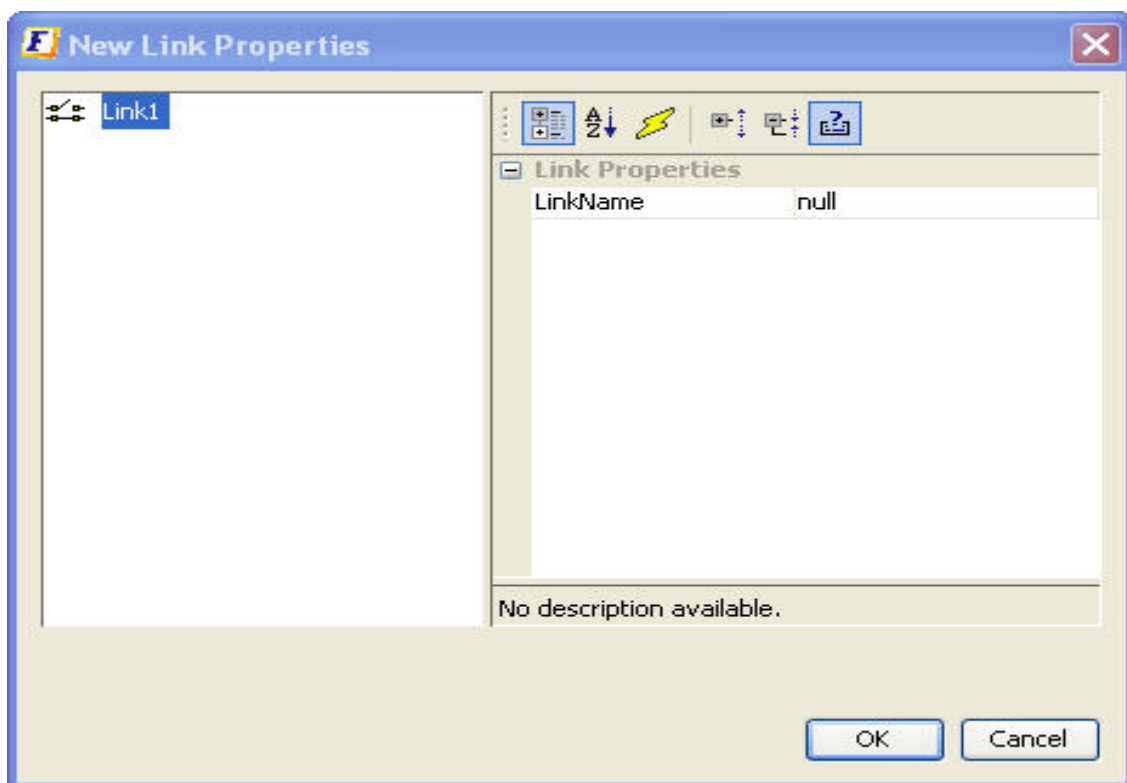 New Link Properties
Link1
Link Properties
LinkName null
No description available.
OK Cancel